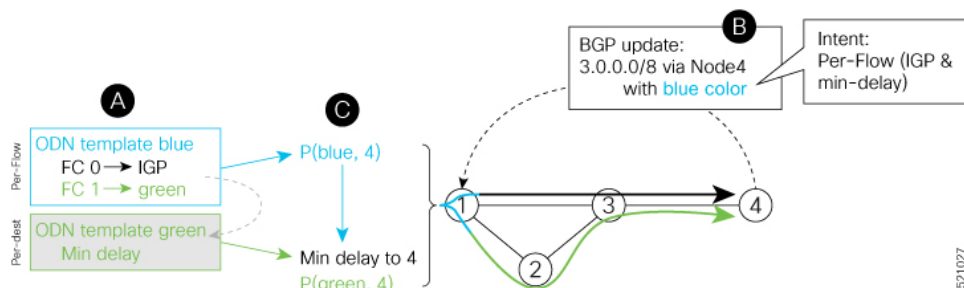 A
Per-Flow
ODN template blue
FC 0 → IGP
FC 1 → green
Per-dest
ODN template green
Min delay
C
P(blue, 4)
Min delay to 4
P(green, 4)
B
BGP update:
3.0.0.0/8 via Node4
with blue color
Intent:
Per-Flow (IGP &
min-delay)
1
3
4
2
521027